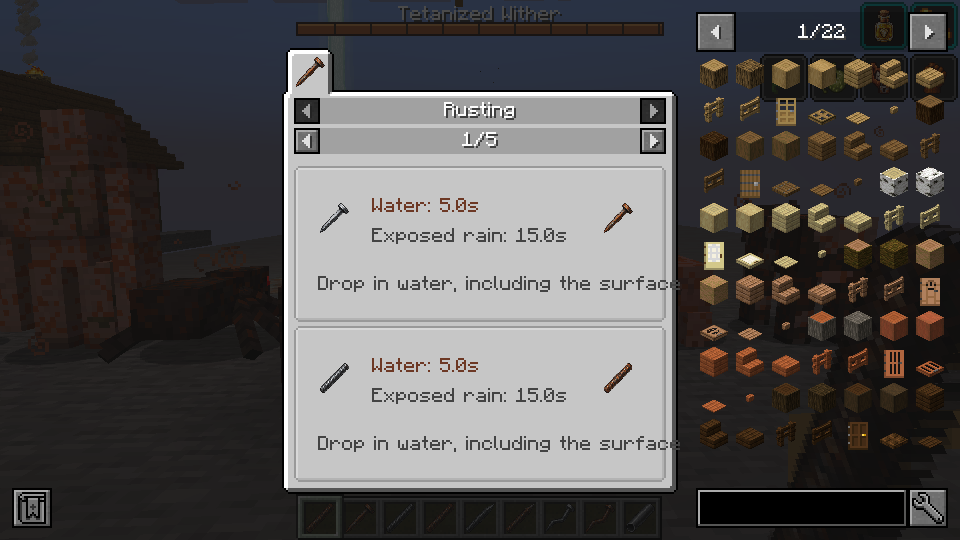 Tetanized Wither
1/22
Rusting
1/5
Water: 5.0s
Exposed rain: 15.0s
Drop in water, including the surface
Water: 5.0s
Exposed rain: 15.0s
Drop in water, including the surface